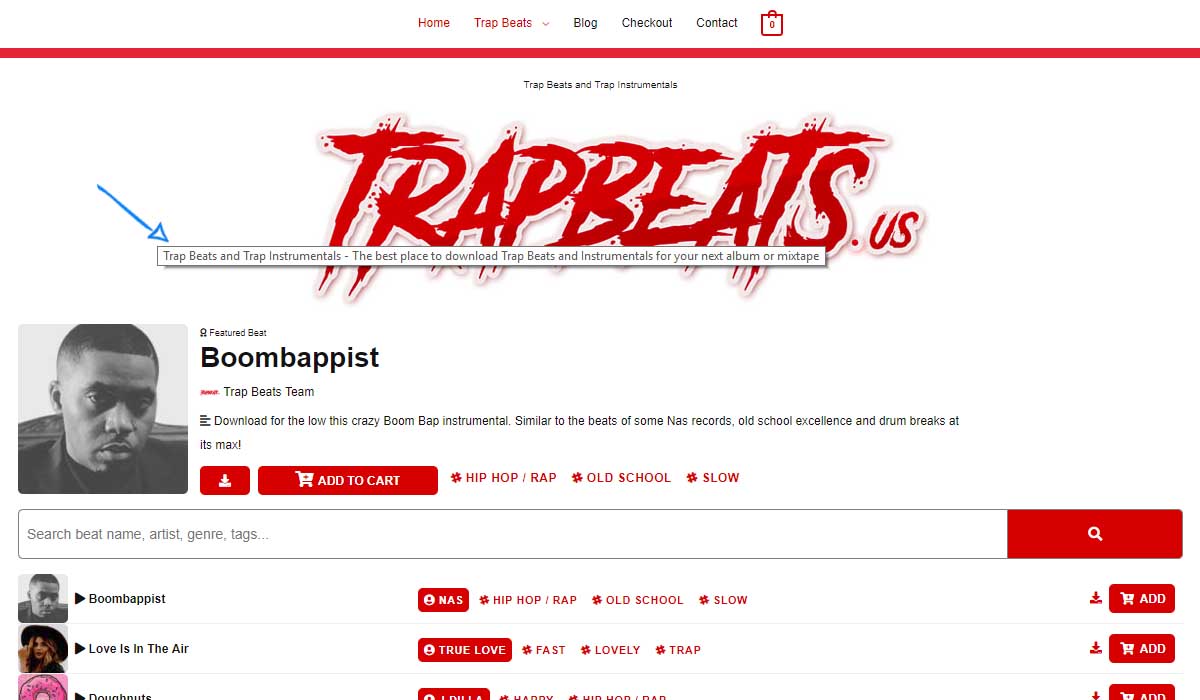 Home Trap Beats Blog Checkout Contact 0
Trap Beats and Trap Instrumentals
TRAPBEATS.US
Trap Beats and Trap Instrumentals - The best place to download Trap Beats and Instrumentals for your next album or mixtape
Featured Beat
Boombappist
Trap Beats Team
Download for the low this crazy Boom Bap instrumental. Similar to the beats of some Nas records, old school excellence and drum breaks at
its max!
ADD TO CART HIP HOP / RAP OLD SCHOOL SLOW
Search beat name, artist, genre, tags...
Boombappist NAS HIP HOP / RAP OLD SCHOOL SLOW ADD
Love Is In The Air TRUE LOVE FAST LOVELY TRAP ADD
Doughnuts J DILLA HAPPY HIP HOP / RAP ADD